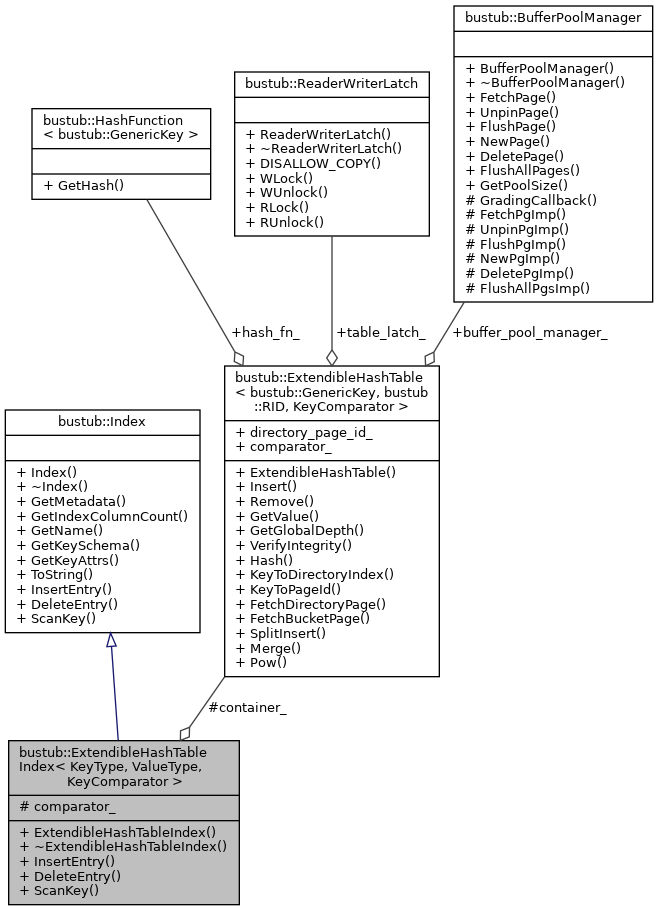 bustub::BufferPoolManager
+ BufferPoolManager()
+ ~BufferPoolManager()
+ FetchPage()
+ UnpinPage()
+ FlushPage()
+ NewPage()
+ DeletePage()
+ FlushAllPages()
+ GetPoolSize()
# GradingCallback()
# FetchPgImp()
# UnpinPgImp()
# FlushPgImp()
# NewPgImp()
# DeletePgImp()
# FlushAllPgsImp()
bustub::ReaderWriterLatch
+ ReaderWriterLatch()
+ ~ReaderWriterLatch()
+ DISALLOW_COPY()
+ WLock()
+ WUnlock()
+ RLock()
+ RUnlock()
bustub::HashFunction
< bustub::GenericKey >
+ GetHash()
+hash_fn_
+table_latch_
+buffer_pool_manager_
bustub::ExtendibleHashTable
< bustub::GenericKey, bustub
::RID, KeyComparator >
+ directory_page_id_
+ comparator_
+ ExtendibleHashTable()
+ Insert()
+ Remove()
+ GetValue()
+ GetGlobalDepth()
+ VerifyIntegrity()
+ Hash()
+ KeyToDirectoryIndex()
+ KeyToPageId()
+ FetchDirectoryPage()
+ FetchBucketPage()
+ SplitInsert()
+ Merge()
+ Pow()
bustub::Index
+ Index()
+ ~Index()
+ GetMetadata()
+ GetIndexColumnCount()
+ GetName()
+ GetKeySchema()
+ GetKeyAttrs()
+ ToString()
+ InsertEntry()
+ DeleteEntry()
+ ScanKey()
#container_
bustub::ExtendibleHashTable
Index< KeyType, ValueType,
KeyComparator >
# comparator_
+ ExtendibleHashTableIndex()
+ ~ExtendibleHashTableIndex()
+ InsertEntry()
+ DeleteEntry()
+ ScanKey()